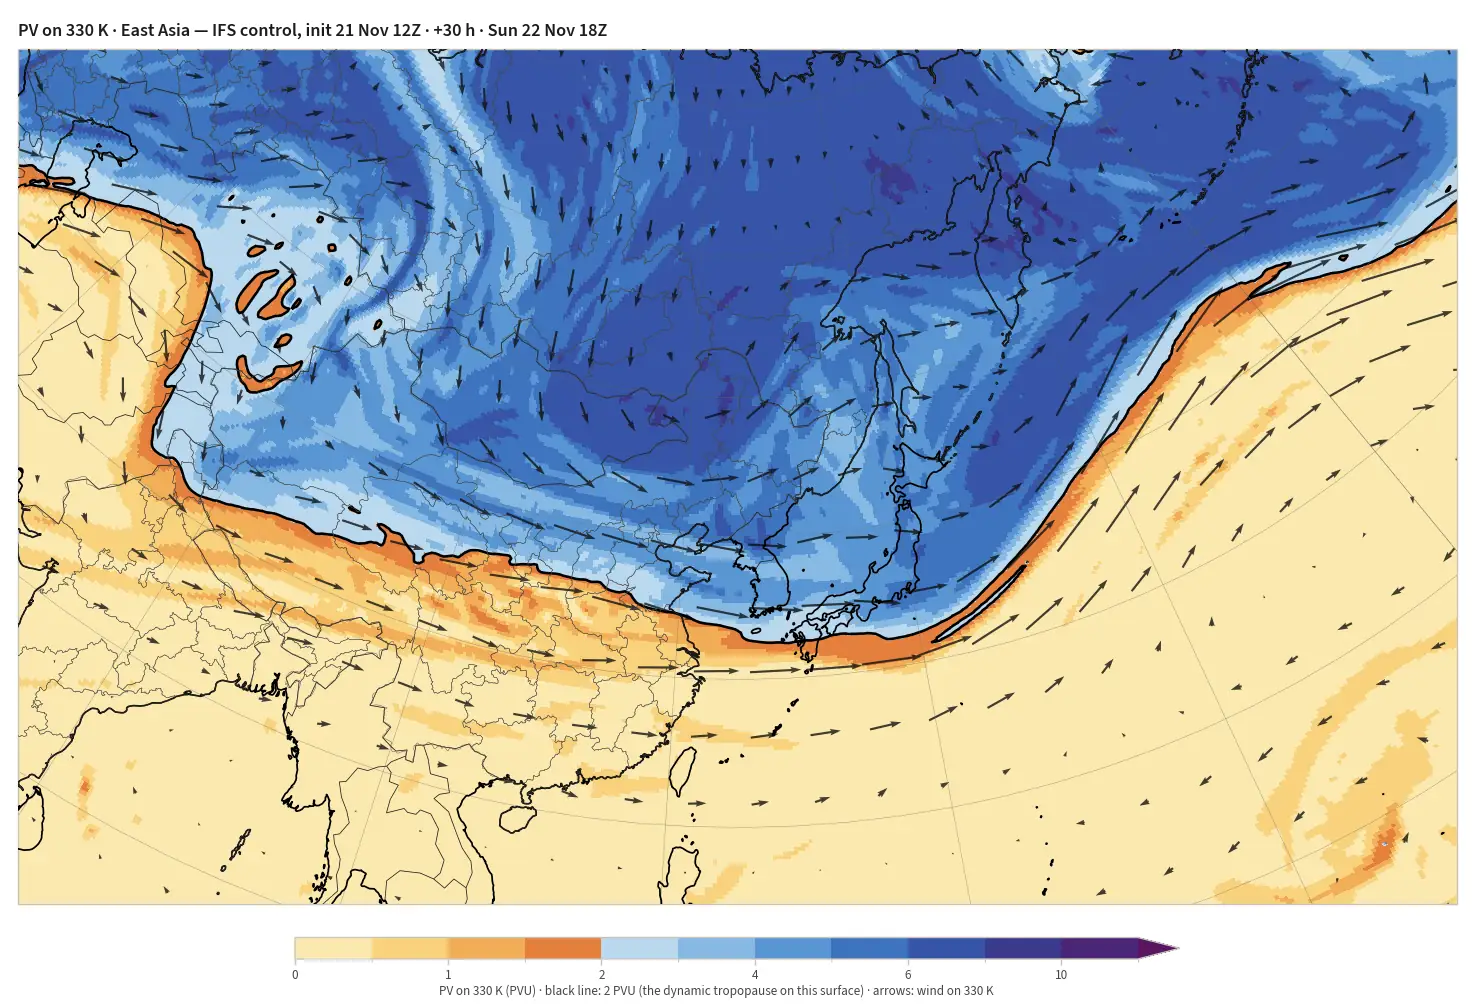 PV on 330 K · East Asia — IFS control, init 21 Nov 12Z · +30 h · Sun 22 Nov 18Z
0 1 2 4 6 10
PV on 330 K (PVU) · black line: 2 PVU (the dynamic tropopause on this surface) · arrows: wind on 330 K